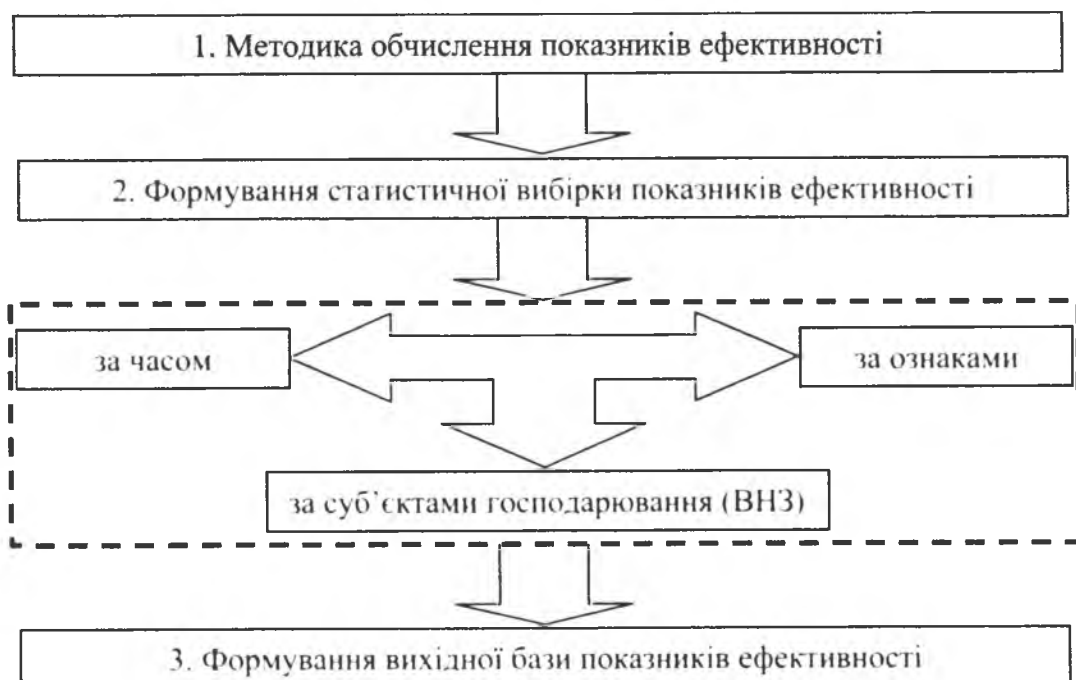 1. Методика обчислення показників ефективності
2. Формування статистичної вибірки показників ефективності
за часом
за ознаками
за суб’єктами господарювання (ВНЗ)
3. Формування вихідної бази показників ефективності